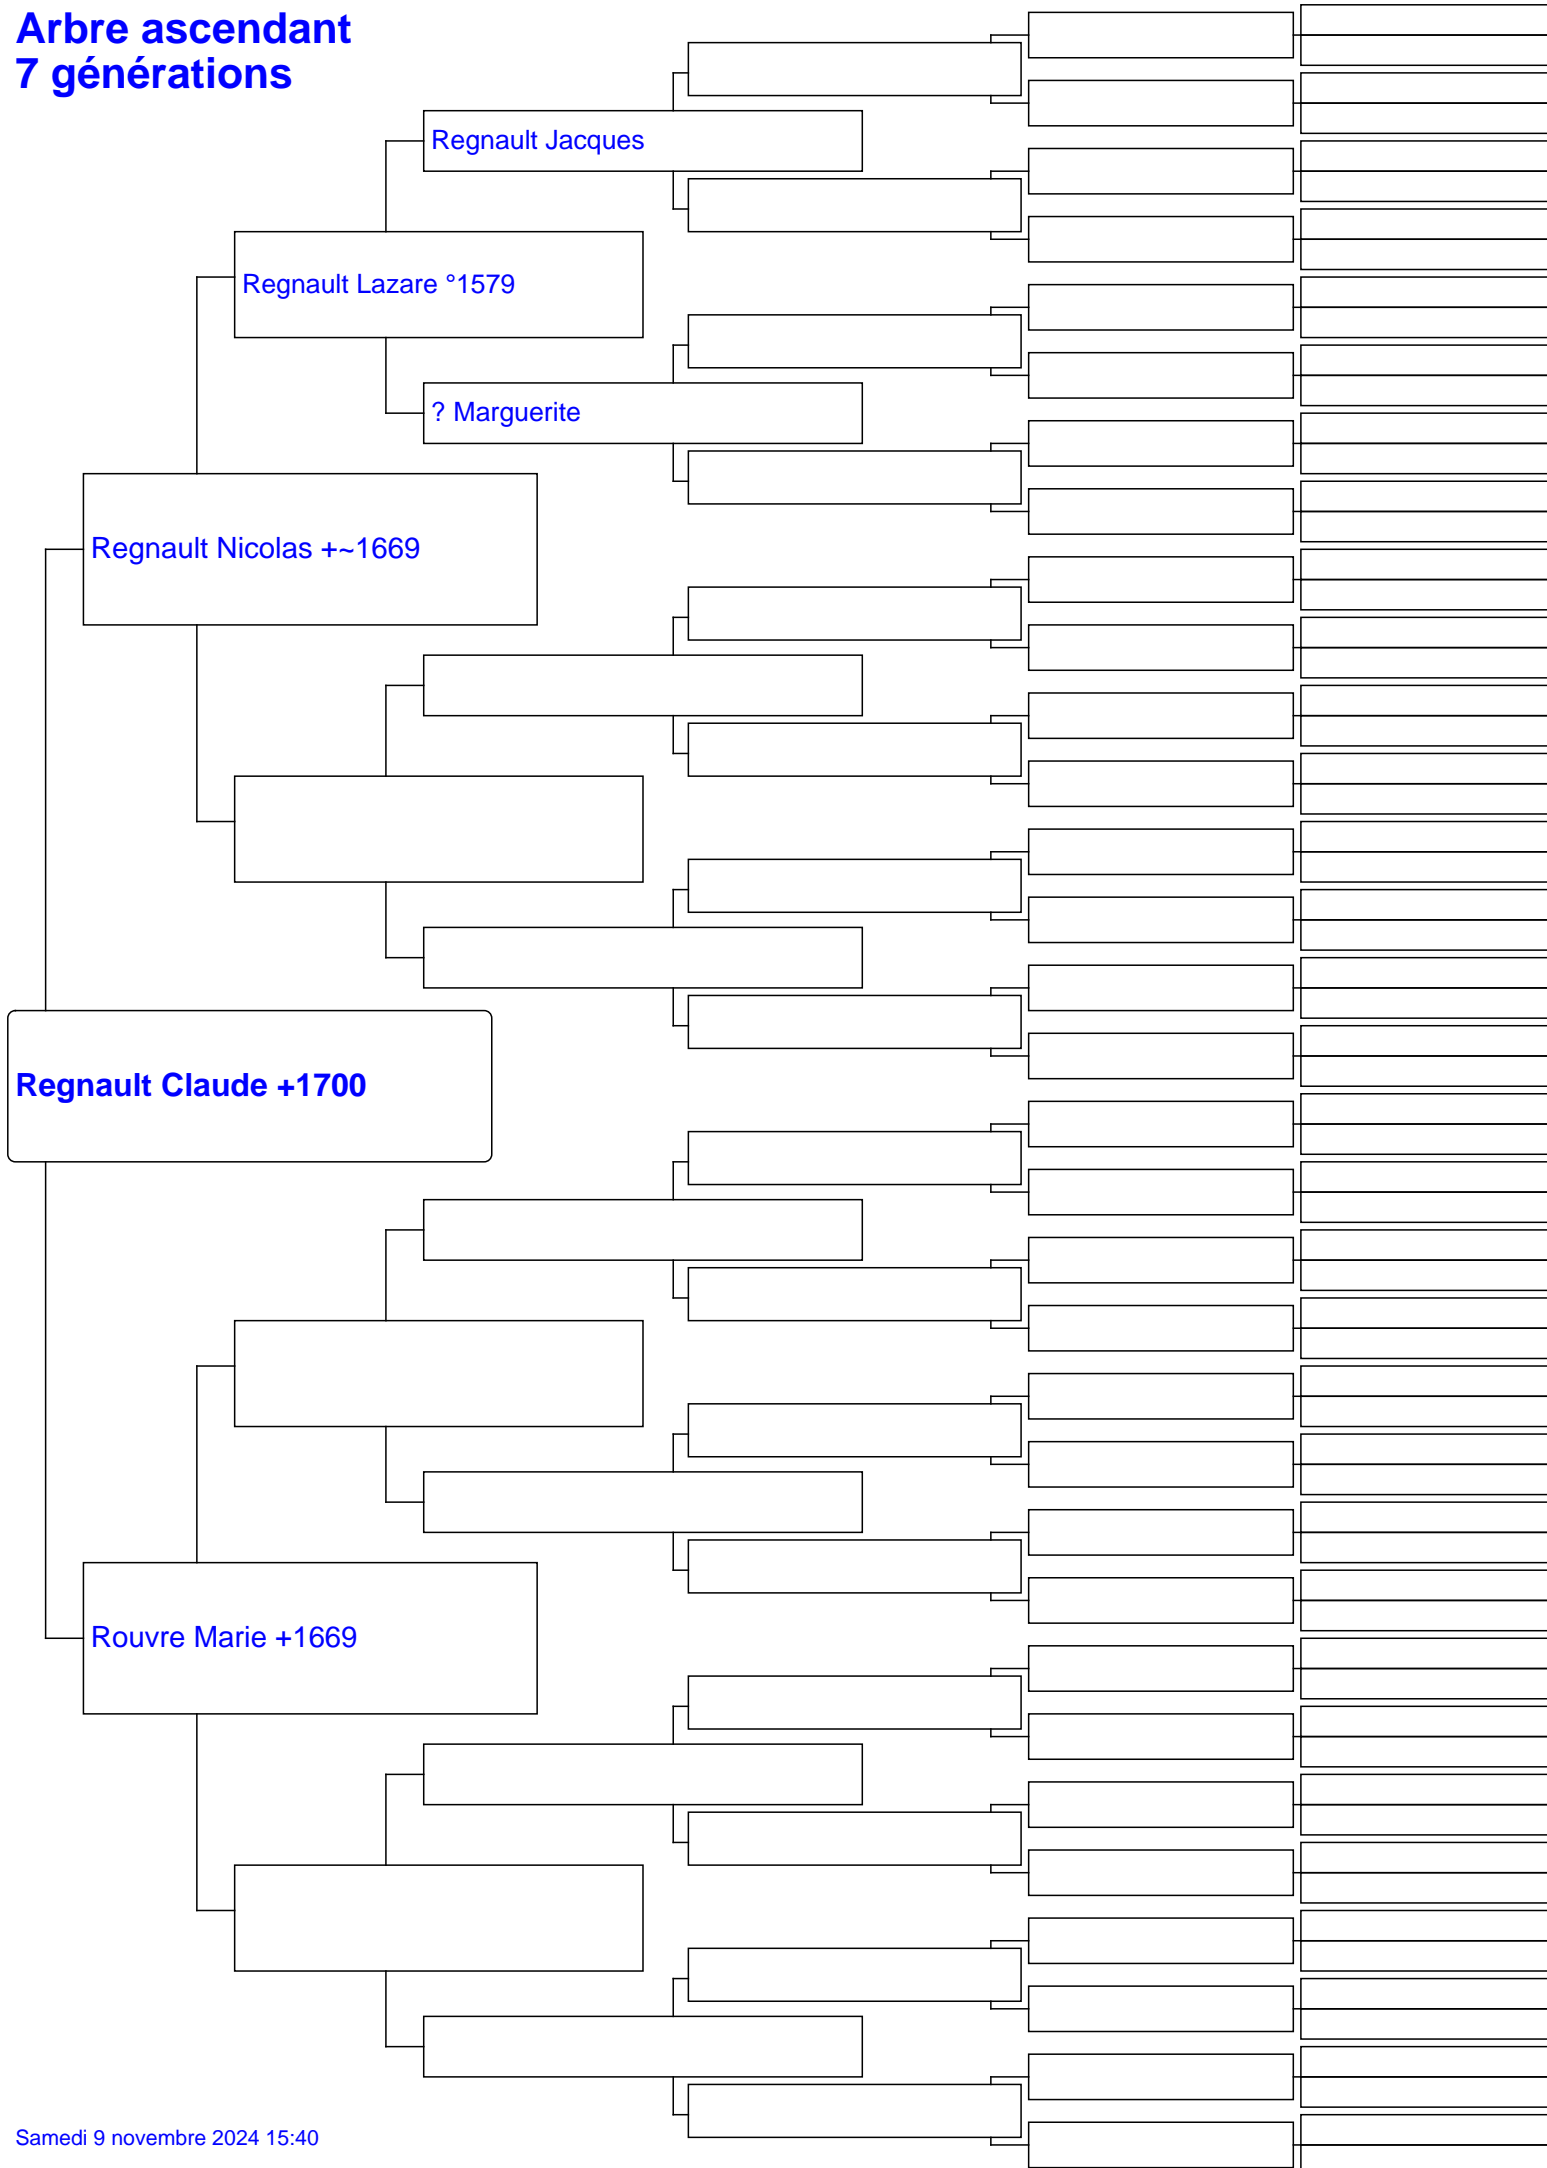 Arbre ascendant
7 générations
Regnault Jacques
Regnault Lazare °1579
? Marguerite
Regnault Nicolas +~1669
Regnault Claude +1700
Rouvre Marie +1669
Samedi 9 novembre 2024 15:40